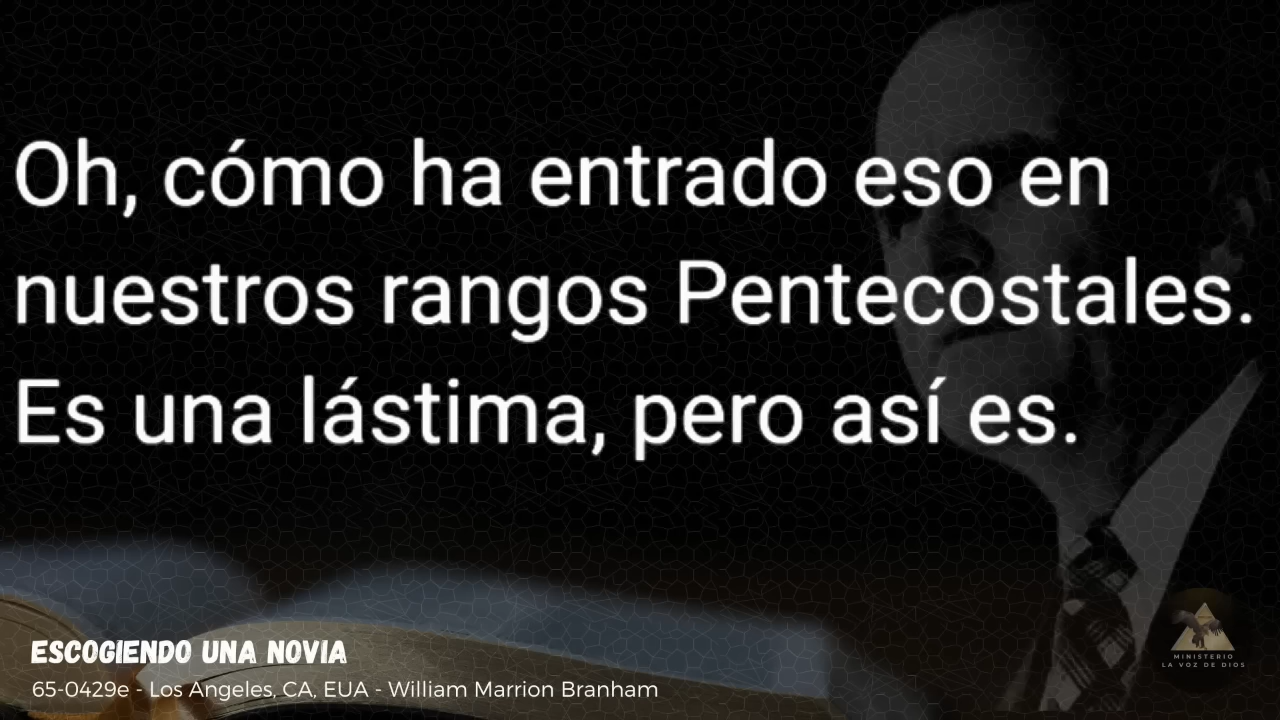 Oh, cómo ha entrado eso en
nuestros rangos Pentecostales.
Es una lástima, pero así es.
ESCOGIENDO UNA NOVIA
65-0429e - Los Angeles, CA, EUA - William Marrion Branham
MINISTERIO
LA VOZ DE DIOS